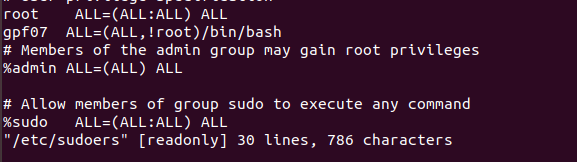 root    ALL=(ALL:ALL) ALL
gpf07  ALL=(ALL,!root)/bin/bash
# Members of the admin group may gain root privileges
%admin ALL=(ALL) ALL

# Allow members of group sudo to execute any command
%sudo   ALL=(ALL:ALL) ALL
"/etc/sudoers" [readonly] 30 lines, 786 characters